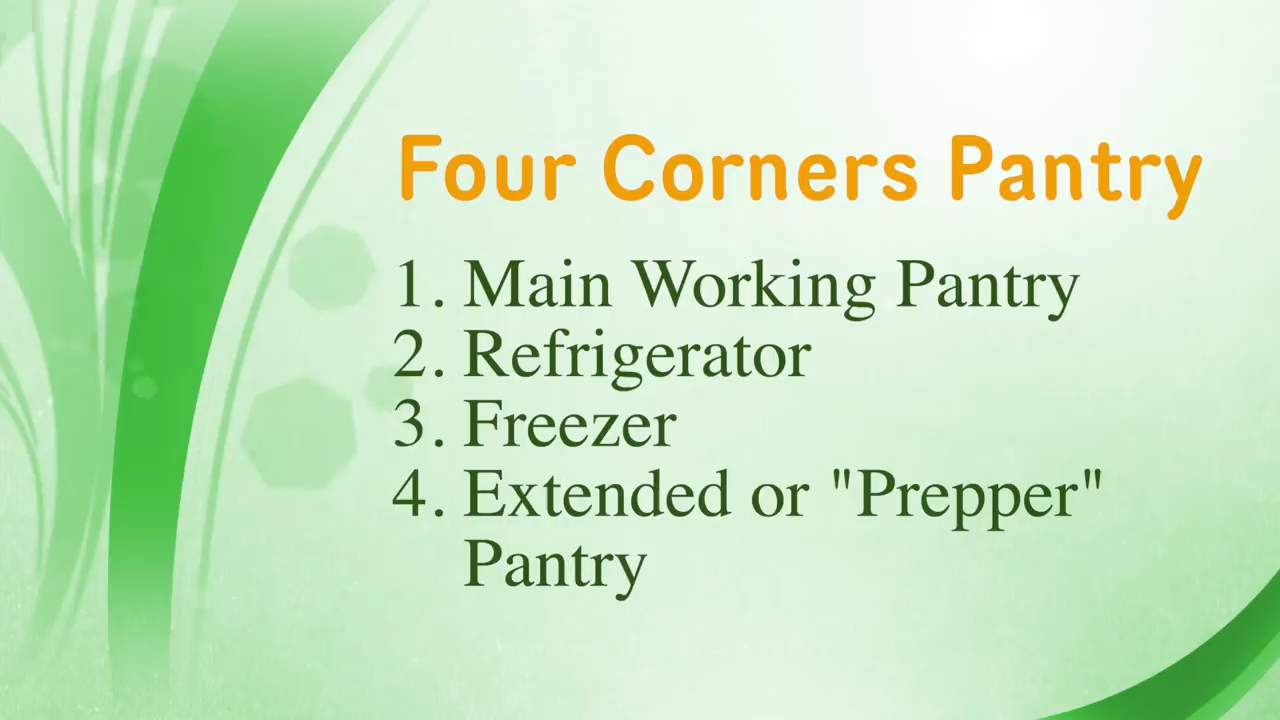 Four Corners Pantry
1. Main Working Pantry
2. Refrigerator
3. Freezer
4. Extended or "Prepper"
Pantry